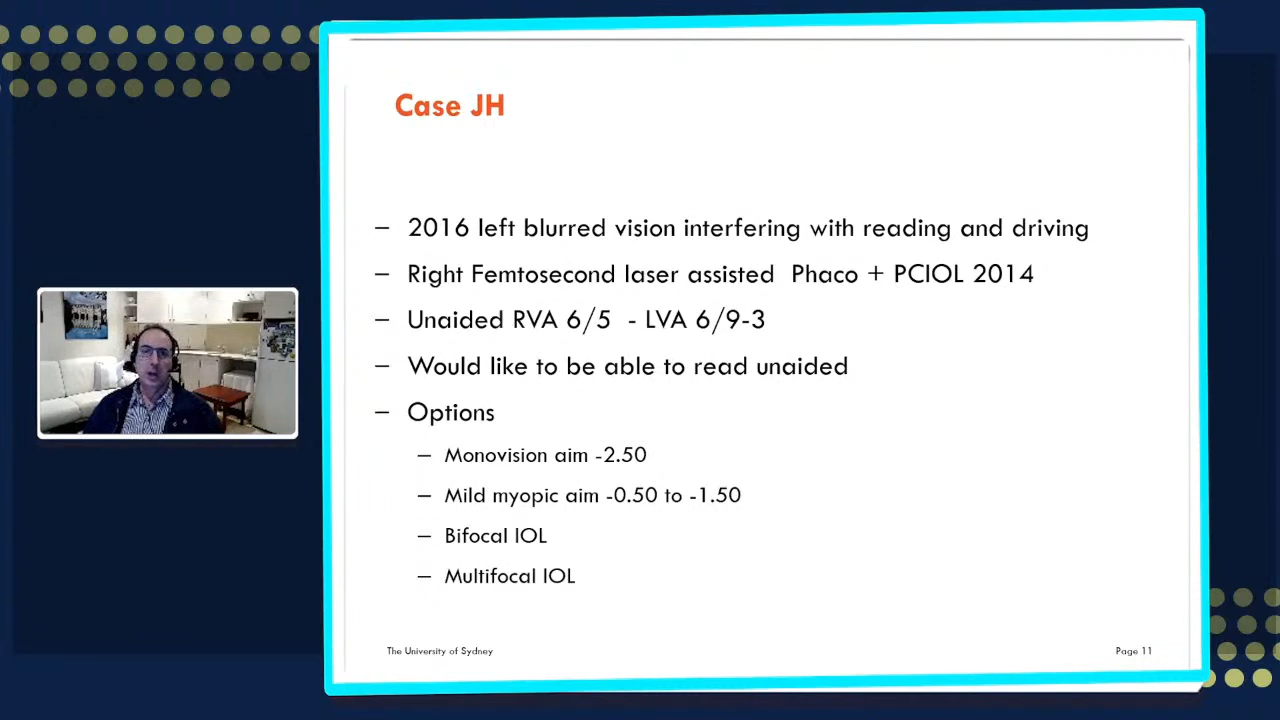 Case JH
– 2016 left blurred vision interfering with reading and driving
– Right Femtosecond laser assisted Phaco + PCIOL 2014
– Unaided RVA 6/5 - LVA 6/9-3
– Would like to be able to read unaided
– Options
– Monovision aim -2.50
– Mild myopic aim -0.50 to -1.50
– Bifocal IOL
– Multifocal IOL
The University of Sydney
Page 11